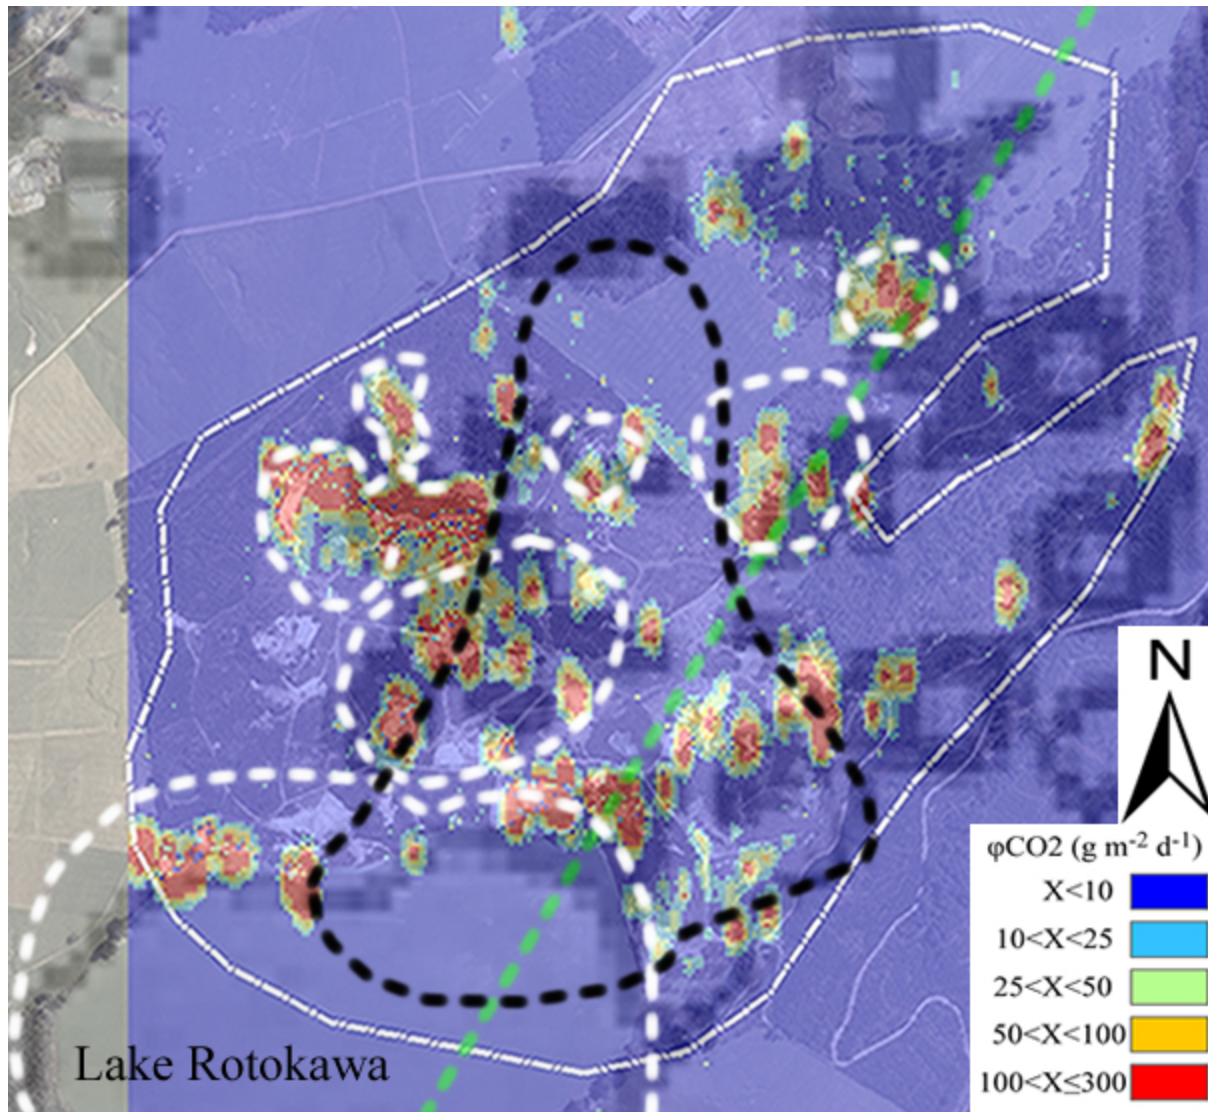 N
φCO2 (g m⁻² d⁻¹)
X<10
10<X<25
25<X<50
50<X<100
100<X≤300
Lake Rotokawa